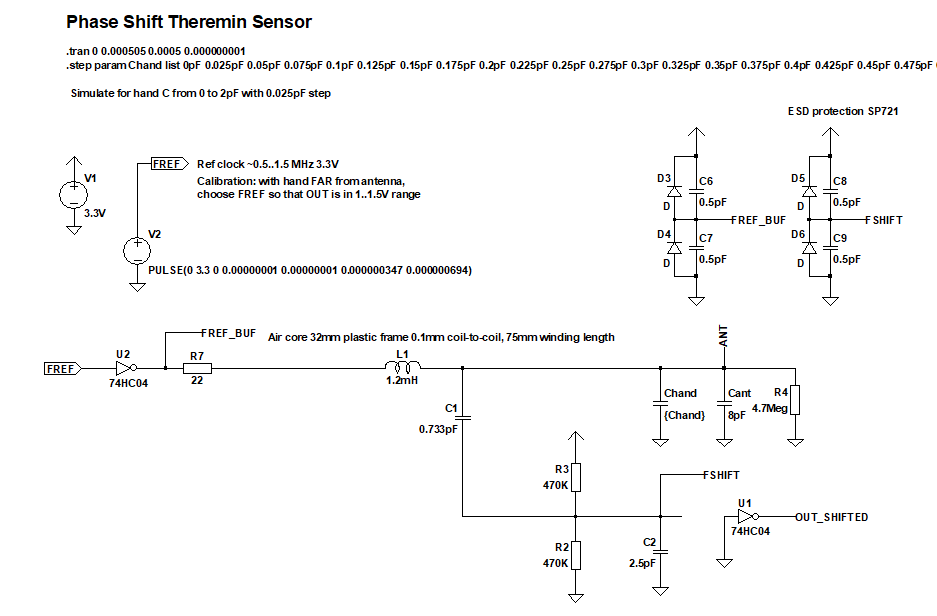 Phase Shift Theremin Sensor
.tran 0 0.000505 0.0005 0.000000001
.step param Chand list 0pF 0.025pF 0.05pF 0.075pF 0.1pF 0.125pF 0.15pF 0.175pF 0.2pF 0.225pF 0.25pF 0.275pF 0.3pF 0.325pF 0.35pF 0.375pF 0.4pF 0.425pF 0.45pF 0.475pF
Simulate for hand C from 0 to 2pF with 0.025pF step
ESD protection SP721
FREF
Ref clock ~0.5..1.5 MHz 3.3V
Calibration: with hand FAR from antenna,
choose FREF so that OUT is in 1..1.5V range
V1
3.3V
V2
PULSE(0 3.3 0 0.00000001 0.00000001 0.000000347 0.000000694)
D3
D
C6
0.5pF
FREF_BUF
D4
D
C7
0.5pF
D5
D
C8
0.5pF
FSHIFT
D6
D
C9
0.5pF
FREF_BUF
Air core 32mm plastic frame 0.1mm coil-to-coil, 75mm winding length
ANT
FREF
U2
74HC04
R7
22
L1
1.2mH
C1
0.733pF
Chand
{Chand}
Cant
8pF
R4
4.7Meg
R3
470K
FSHIFT
U1
74HC04
OUT_SHIFTED
R2
470K
C2
2.5pF